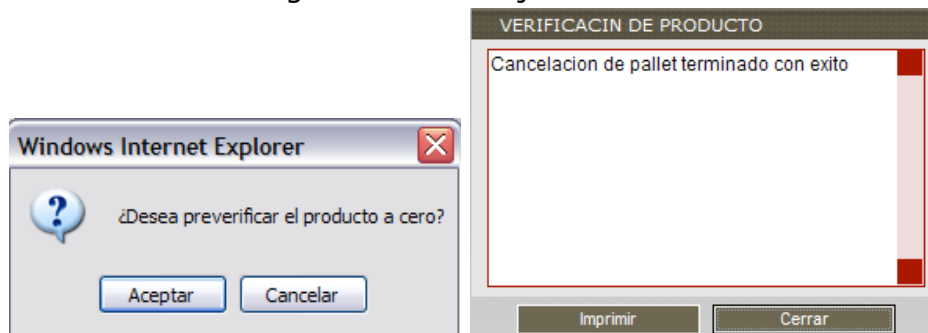 Windows Internet Explorer
¿Desea preverificar el producto a cero?
Aceptar
Cancelar
VERIFICACIN DE PRODUCTO
Cancelacion de pallet terminado con exito
Imprimir
Cerrar